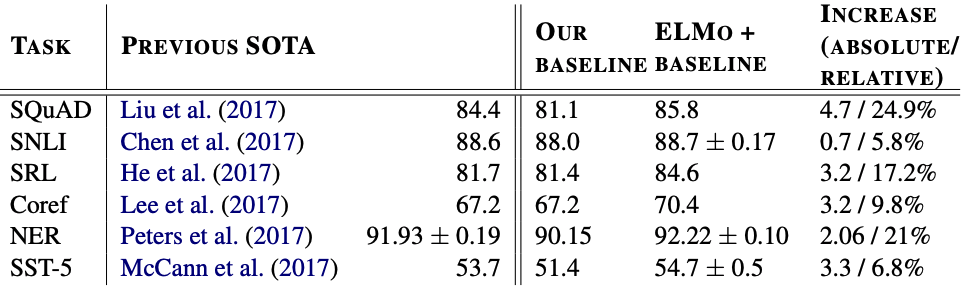 TASK PREVIOUS SOTA OUR BASELINE ELMO + BASELINE INCREASE (ABSOLUTE/ RELATIVE)
SQuAD Liu et al. (2017) 84.4 81.1 85.8 4.7 / 24.9%
SNLI Chen et al. (2017) 88.6 88.0 88.7 ± 0.17 0.7 / 5.8%
SRL He et al. (2017) 81.7 81.4 84.6 3.2 / 17.2%
Coref Lee et al. (2017) 67.2 67.2 70.4 3.2 / 9.8%
NER Peters et al. (2017) 91.93 ± 0.19 90.15 92.22 ± 0.10 2.06 / 21%
SST-5 McCann et al. (2017) 53.7 51.4 54.7 ± 0.5 3.3 / 6.8%